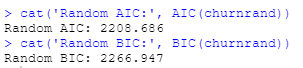 > cat('Random AIC:', AIC(churnrand))
Random AIC: 2208.686
> cat('Random BIC:', BIC(churnrand))
Random BIC: 2266.947